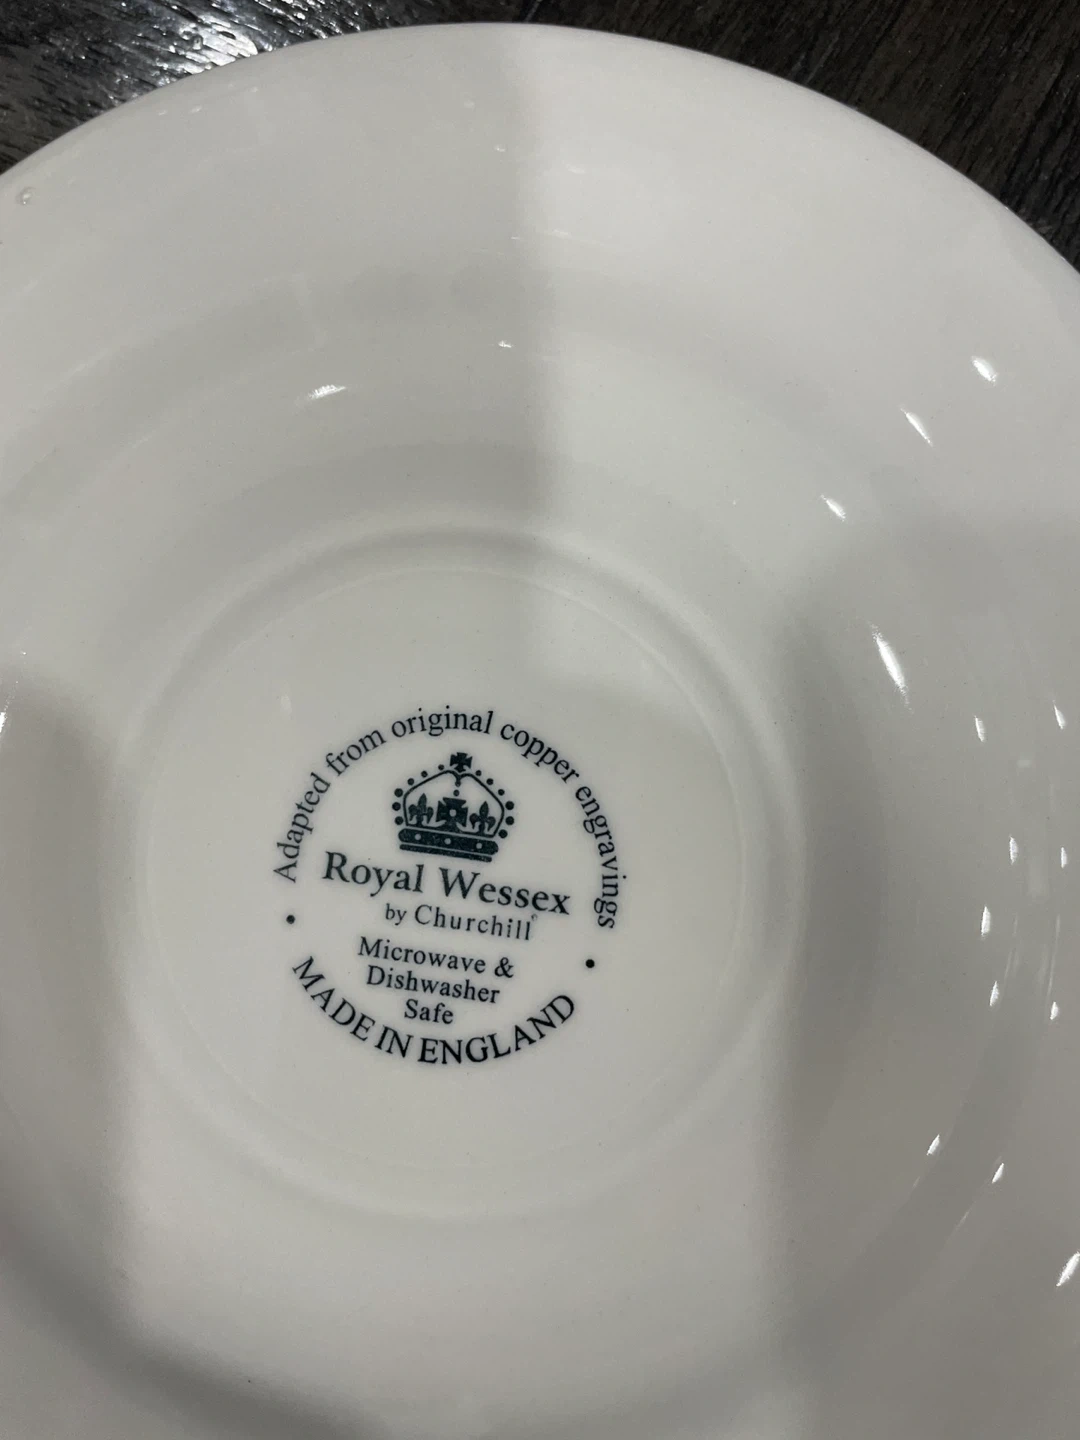 Adapted from original copper engravings
Royal Wessex
by Churchill
Microwave &
Dishwasher
Safe
MADE IN ENGLAND